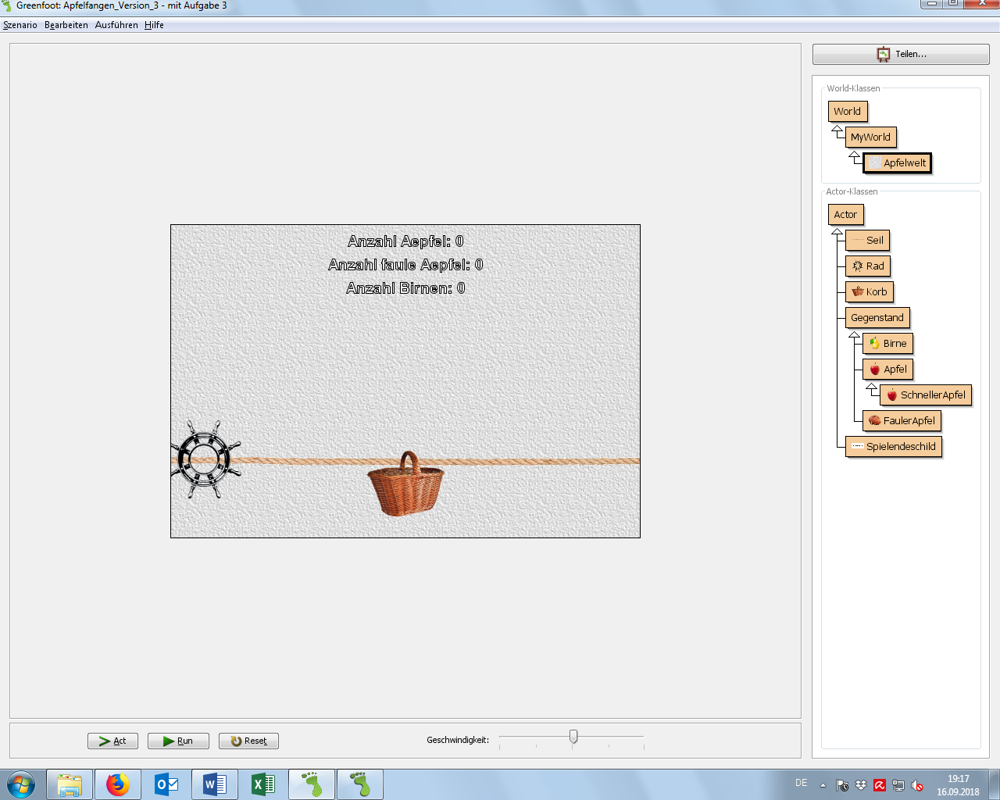 Greenfoot: Apfelfangen_Version_3 - mit Aufgabe 3
Szenario Bearbeiten Ausführen Hilfe
Teilen...
World-Klassen
World
MyWorld
Apfelwelt
Actor-Klassen
Actor
Seil
Rad
Korb
Gegenstand
Birne
Apfel
SchnellerApfel
FaulerApfel
Spielendeschild
Anzahl Aepfel: 0
Anzahl faule Aepfel: 0
Anzahl Birnen: 0
Act Run Reset Geschwindigkeit:
DE
19:17
16.09.2018